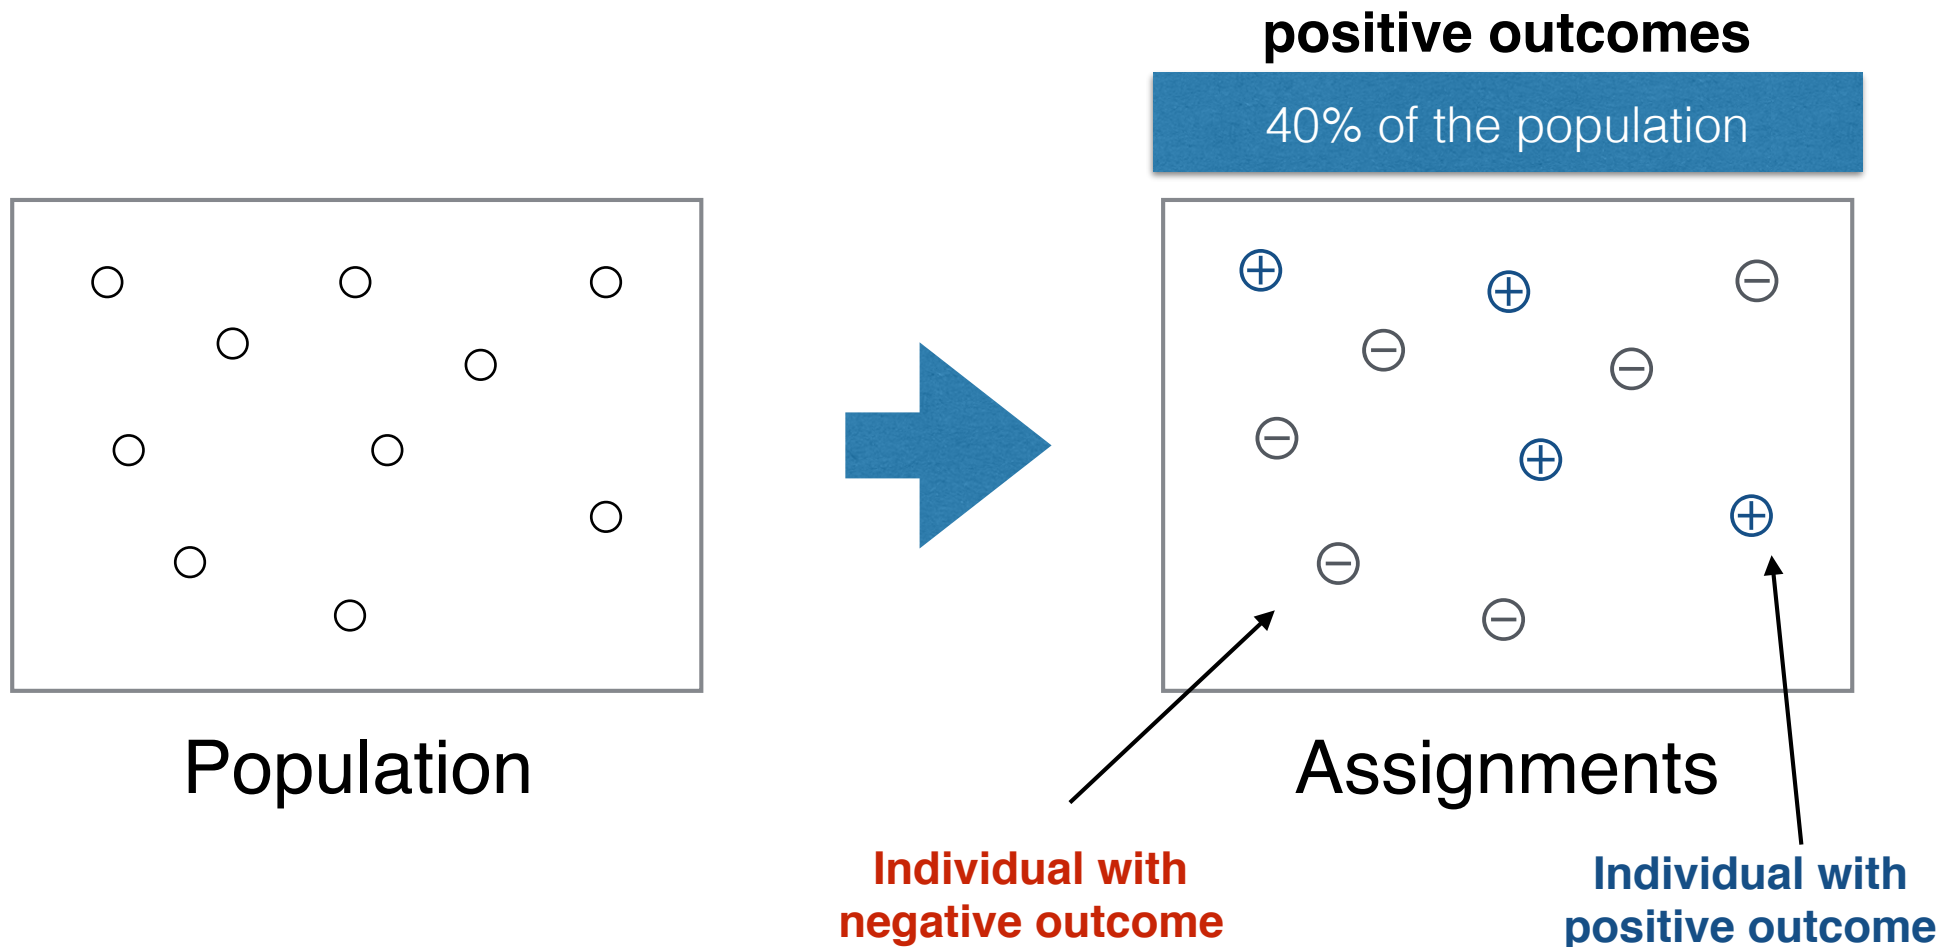 positive outcomes
40% of the population
Population
Assignments
Individual with
negative outcome
Individual with
positive outcome